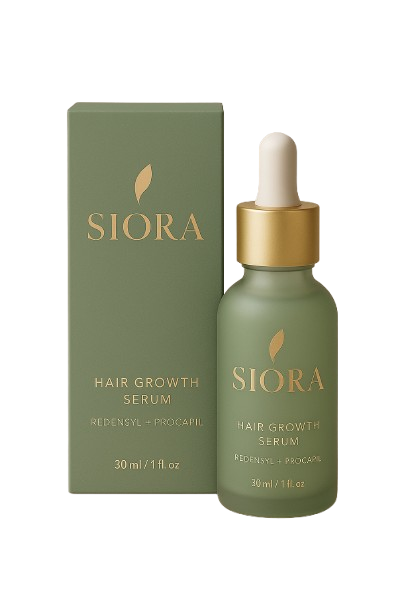 SIORA
HAIR GROWTH
SERUM
REDENSYL + PROCAPIL
30 ml / 1 fl. oz
SIORA
HAIR GROWTH
SERUM
REDENSYL + PROCAPIL
30 ml / 1 fl. oz